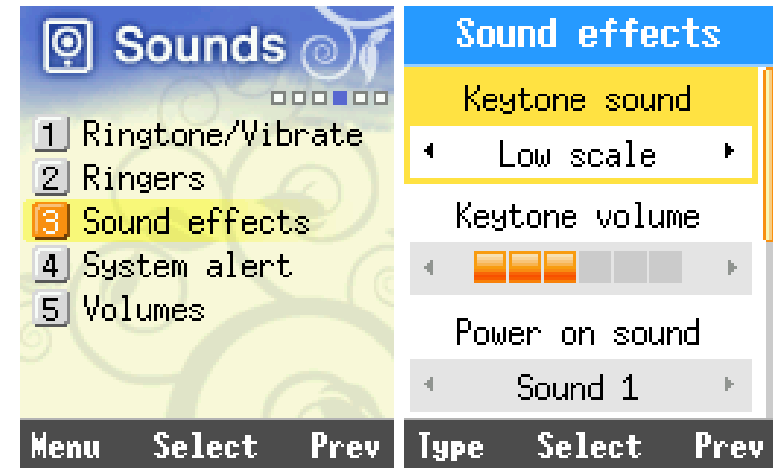 Sounds
1 Ringtone/Vibrate
2 Ringers
3 Sound effects
4 System alert
5 Volumes
Menu Select Prev
Sound effects
Keytone sound
Low scale
Keytone volume
Power on sound
Sound 1
Type Select Prev